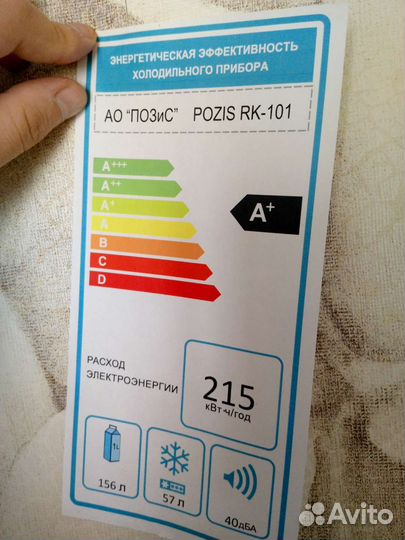 ЭНЕРГЕТИЧЕСКАЯ ЭФФЕКТИВНОСТЬ
ХОЛОДИЛЬНОГО ПРИБОРА
АО "ПОЗиС" POZIS RK-101
A+++
A++
A+
A
B
C
D
A+
РАСХОД
ЭЛЕКТРОЭНЕРГИИ
215
кВт·ч/год
1L
156 л
57 л
40дБА
Avito